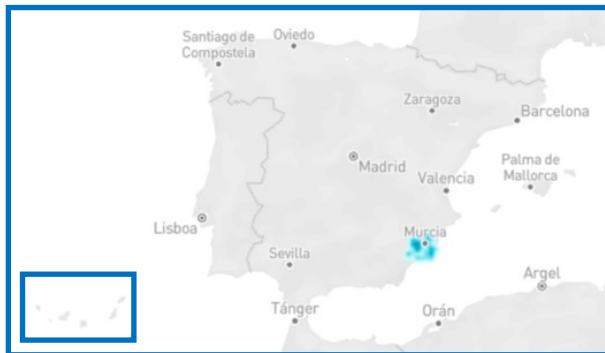 Santiago de
Compostela
Oviedo
Zaragoza
Barcelona
Madrid
Palma de
Mallorca
Valencia
Lisboa
Murcia
Sevilla
Argel
Tánger
Orán